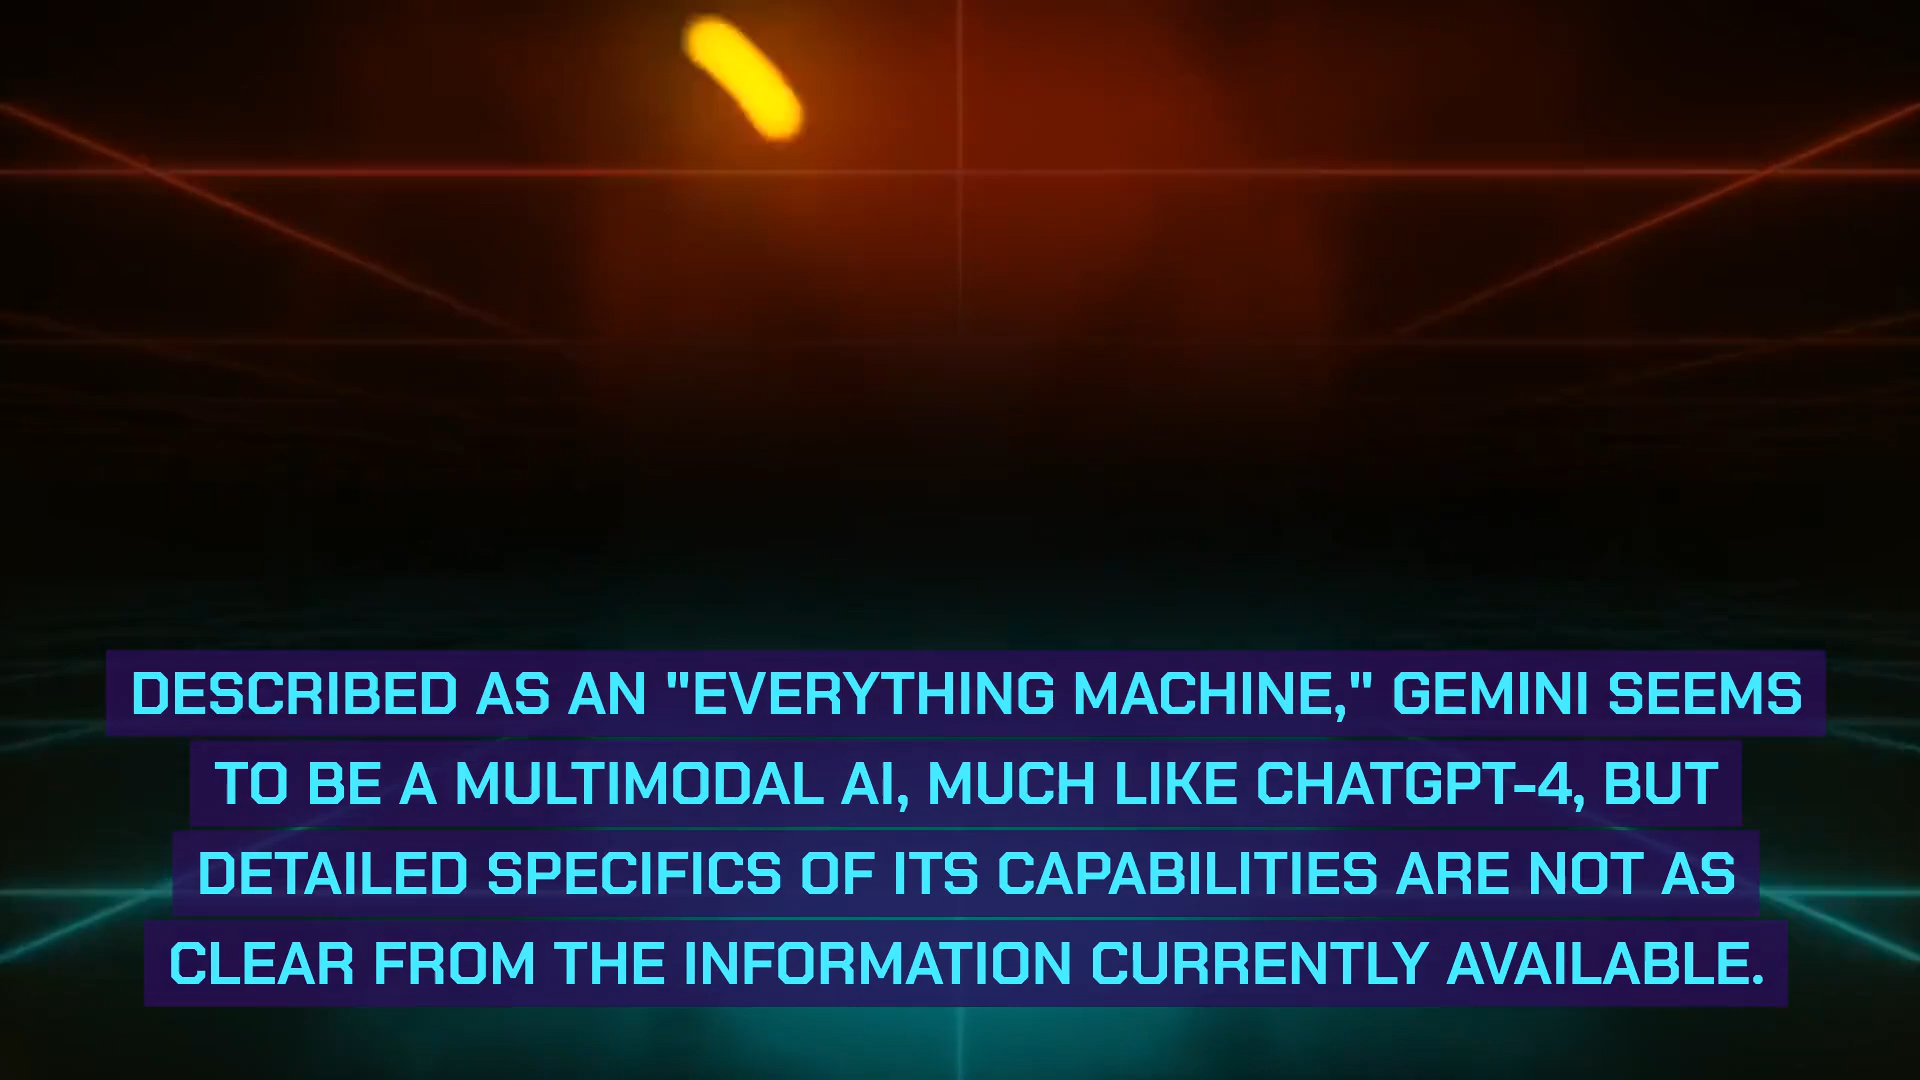 DESCRIBED AS AN "EVERYTHING MACHINE," GEMINI SEEMS
TO BE A MULTIMODAL AI, MUCH LIKE CHATGPT-4, BUT
DETAILED SPECIFICS OF ITS CAPABILITIES ARE NOT AS
CLEAR FROM THE INFORMATION CURRENTLY AVAILABLE.